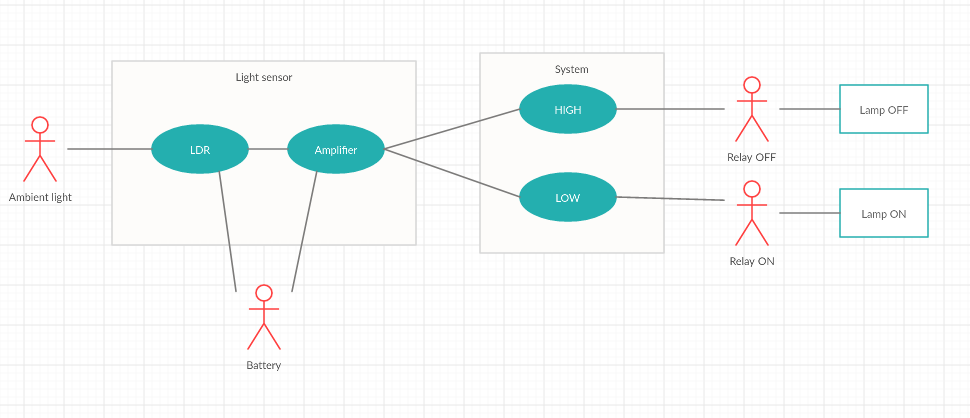 Light sensor
System
HIGH
Lamp OFF
LDR
Amplifier
Relay OFF
Ambient light
LOW
Lamp ON
Relay ON
Battery